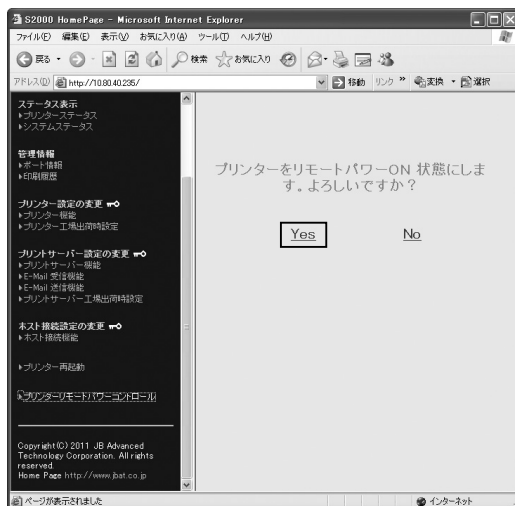 S2000 HomePage - Microsoft Internet Explorer
ファイル(F) 編集(E) 表示(V) お気に入り(A) ツール(T) ヘルプ(H)
戻る 検索 お気に入り
アドレス(D) http://10.80.40.235/ 移動 リンク » 変換 選択
ステータス表示
プリンターステータス
システムステータス
管理情報
ポート情報
印刷履歴
プリンター設定の変更
プリンター機能
プリンター工場出荷時設定
プリントサーバー設定の変更
プリントサーバー機能
E-Mail 受信機能
E-Mail 送信機能
プリントサーバー工場出荷時設定
ホスト接続設定の変更
ホスト接続機能
プリンター再起動
プリンターリモートパワーコントロール
Copyright(C) 2011 JB Advanced
Technology Corporation. All rights
reserved.
Home Page http://www.jbat.co.jp
プリンターをリモートパワーON 状態にしま
す。よろしいですか？
Yes No
ページが表示されました インターネット